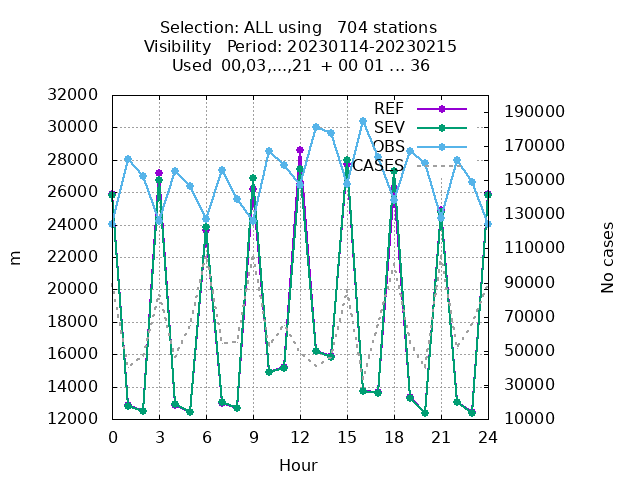 Selection: ALL using   704 stations
Visibility   Period: 20230114-20230215
Used  00,03,...,21  + 00 01 ... 36
32000
30000
28000
26000
24000
22000
20000
18000
16000
14000
12000
190000
170000
150000
130000
110000
90000
70000
50000
30000
10000
REF
SEV
OBS
CASES
m
No cases
0 3 6 9 12 15 18 21 24
Hour